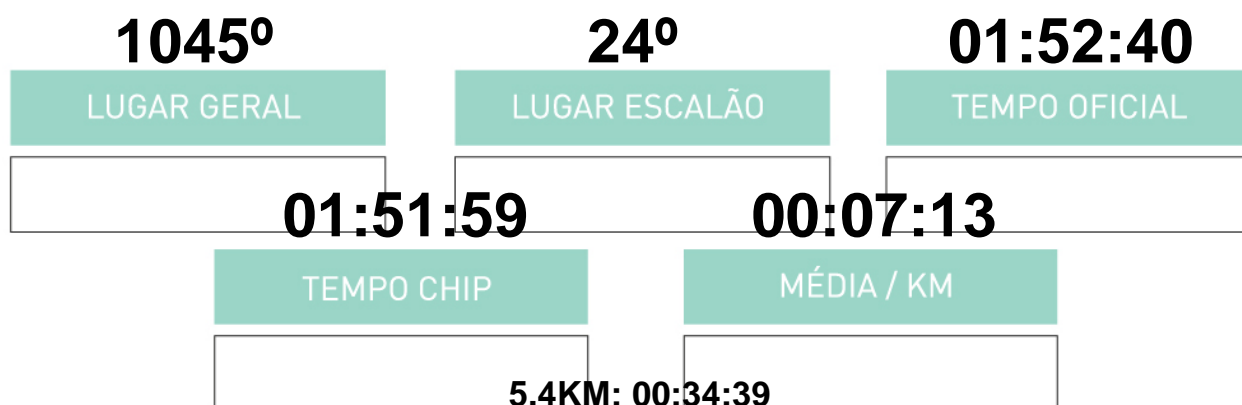 1045º 24º 01:52:40
LUGAR GERAL LUGAR ESCALÃO TEMPO OFICIAL
01:51:59 00:07:13
TEMPO CHIP MÉDIA / KM
5.4KM: 00:34:39